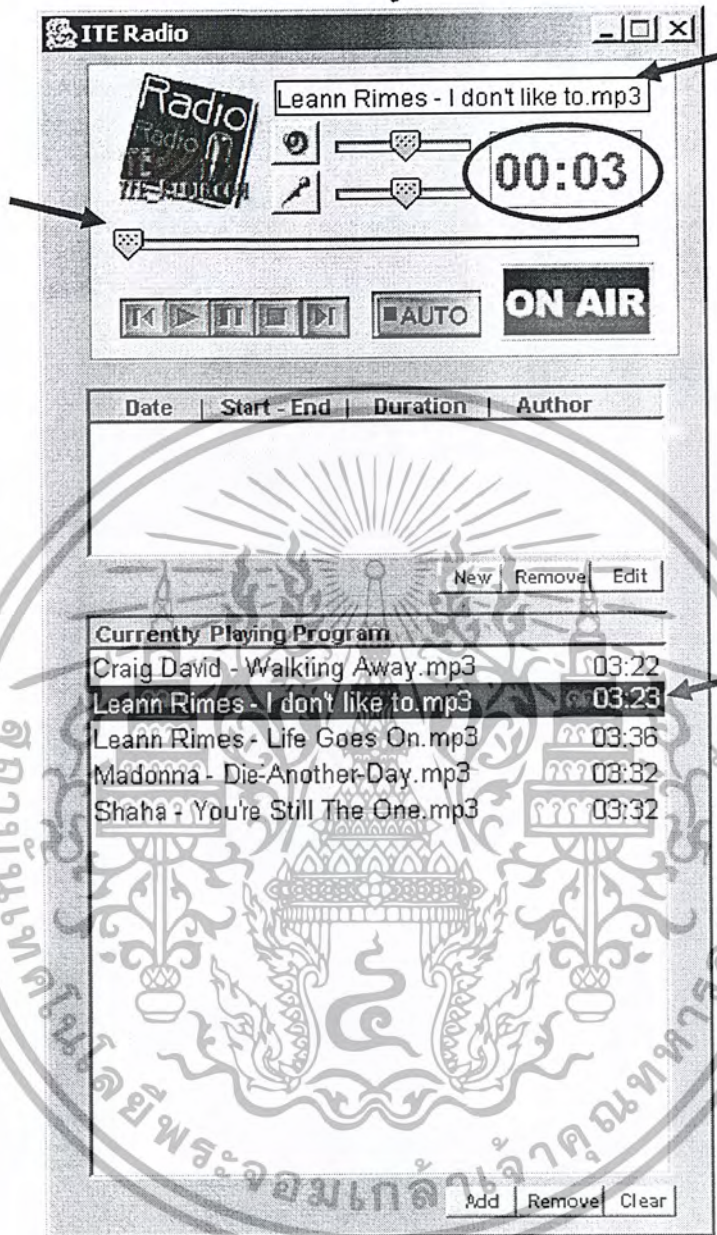 ITE Radio
Radio
Radio
Leann Rimes - I don't like to.mp3
00:03
AUTO
ON AIR
Date | Start - End | Duration | Author
New Remove Edit
Currently Playing Program
Craig David - Walkiing Away.mp3 03:22
Leann Rimes - I don't like to.mp3 03:23
Leann Rimes - Life Goes On.mp3 03:36
Madonna - Die-Another-Day.mp3 03:32
Shaha - You're Still The One.mp3 03:32
Add Remove Clear